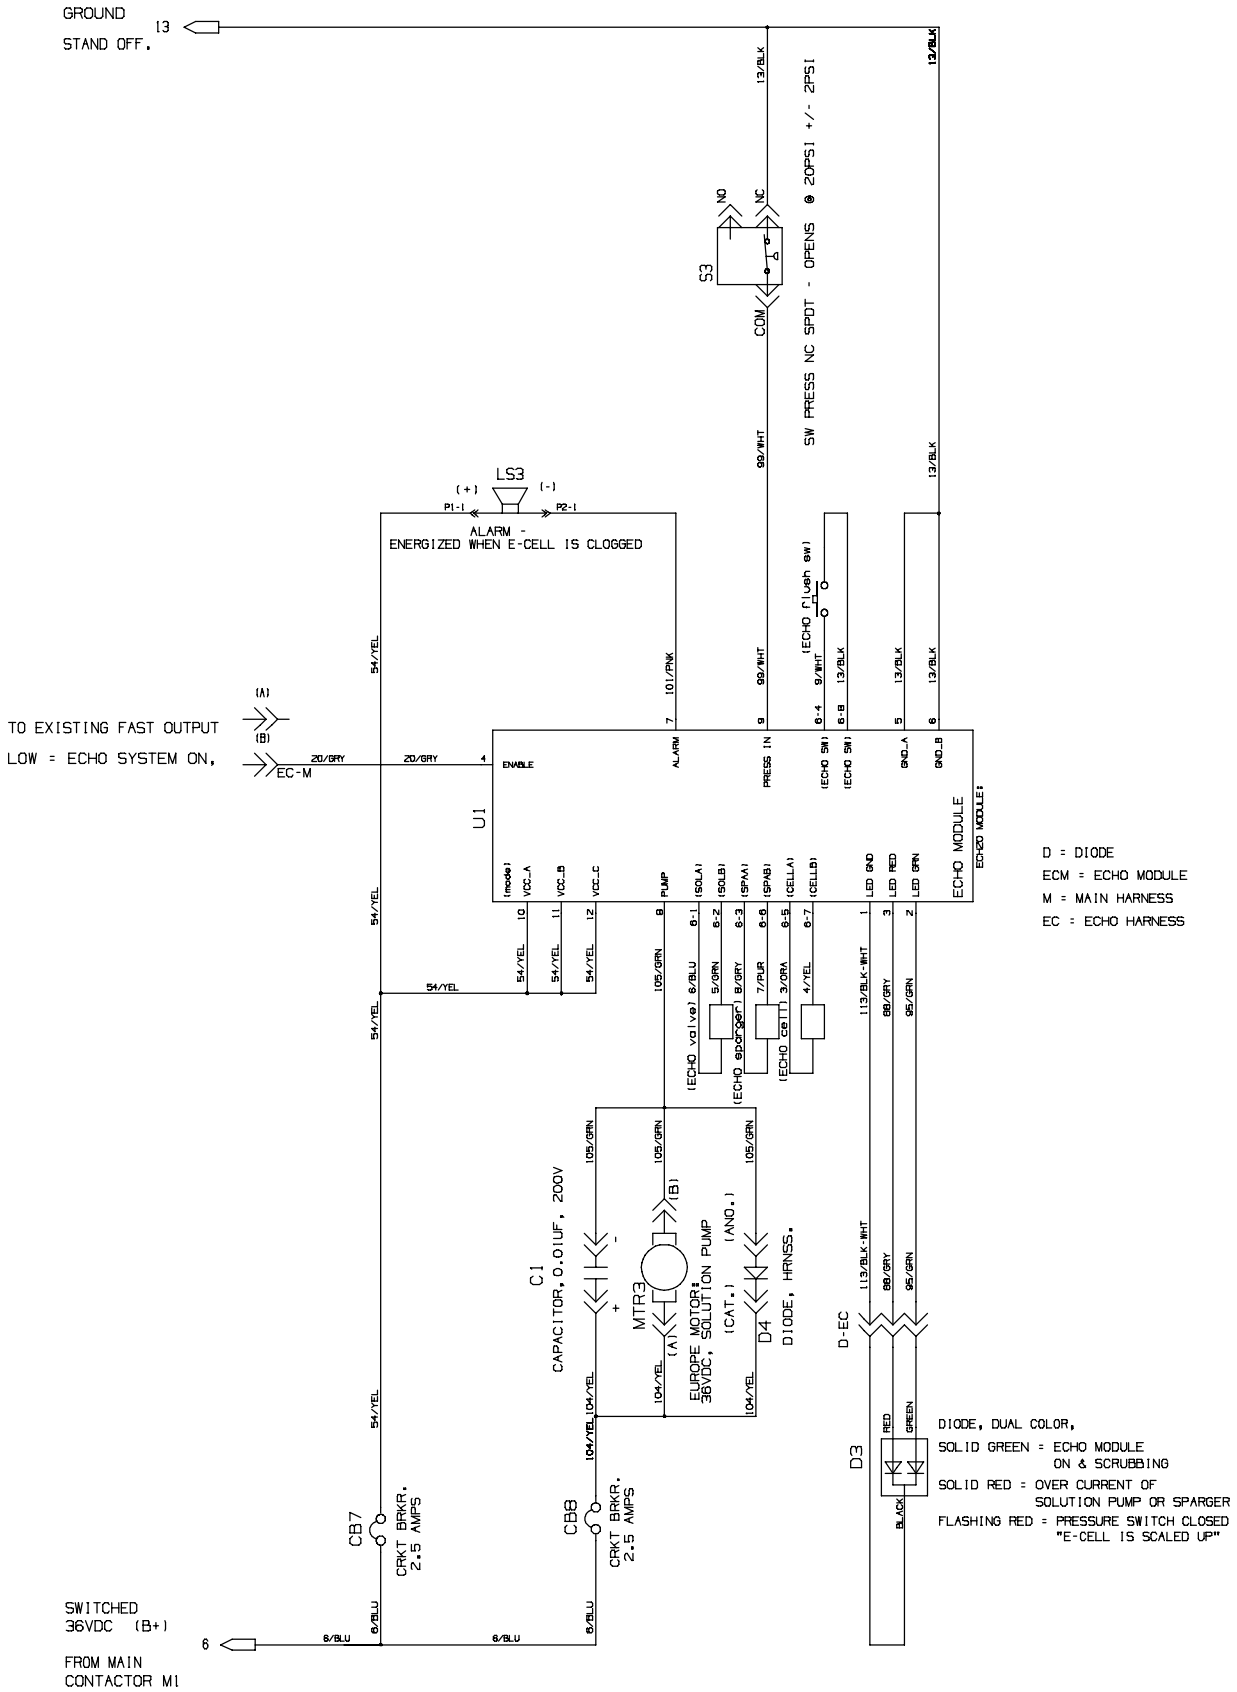 GROUND
STAND OFF.
13
13/BLK
13/BLK
SW PRESS NC SPDT - OPENS @ 20PSI +/- 2PSI
NO
NC
S3
COM
99/WHT
13/BLK
LS3
(+)
(-)
P1-1
P2-1
ALARM -
ENERGIZED WHEN E-CELL IS CLOGGED
(ECHO flush sw)
54/YEL
101/PNK
99/WHT
9/WHT
13/BLK
13/BLK
13/BLK
(A)
TO EXISTING FAST OUTPUT
(B)
LOW = ECHO SYSTEM ON,
EC-M
20/GRY
20/GRY
4
7
9
6-4
6-8
5
6
ENABLE
ALARM
PRESS IN
(ECHO SW)
(ECHO SW)
GND_A
GND_B
U1
ECHO MODULE
ECH2O MODULE:
(mode)
VCC_A
VCC_B
VCC_C
PUMP
(SOLA)
(SOLB)
(SPAA)
(SPAB)
(CELLA)
(CELLB)
LED GND
LED RED
LED GRN
10
11
12
8
6-1
6-2
6-3
6-6
6-5
6-7
1
3
2
D = DIODE
ECM = ECHO MODULE
M = MAIN HARNESS
EC = ECHO HARNESS
54/YEL
54/YEL
54/YEL
54/YEL
54/YEL
54/YEL
105/GRN
(ECHO valve) 6/BLU
5/GRN
(ECHO sparger) 8/GRY
7/PUR
(ECHO cell) 3/ORA
4/YEL
113/BLK-WHT
88/GRY
95/GRN
105/GRN
105/GRN
105/GRN
C1
CAPACITOR, 0.01UF, 200V
-
+
MTR3
(B)
(A)
EUROPE MOTOR:
36VDC, SOLUTION PUMP
(ANO.)
(CAT.)
D4
DIODE, HRNSS.
113/BLK-WHT
88/GRY
95/GRN
D-EC
54/YEL
104/YEL
104/YEL
104/YEL
104/YEL
RED
GREEN
D3
BLACK
DIODE, DUAL COLOR,
SOLID GREEN = ECHO MODULE
ON & SCRUBBING
SOLID RED = OVER CURRENT OF
SOLUTION PUMP OR SPARGER
FLASHING RED = PRESSURE SWITCH CLOSED
"E-CELL IS SCALED UP"
CB7
CRKT BRKR.
2.5 AMPS
CB8
CRKT BRKR.
2.5 AMPS
6/BLU
6/BLU
SWITCHED
36VDC (B+)
6
6/BLU
6/BLU
FROM MAIN
CONTACTOR M1